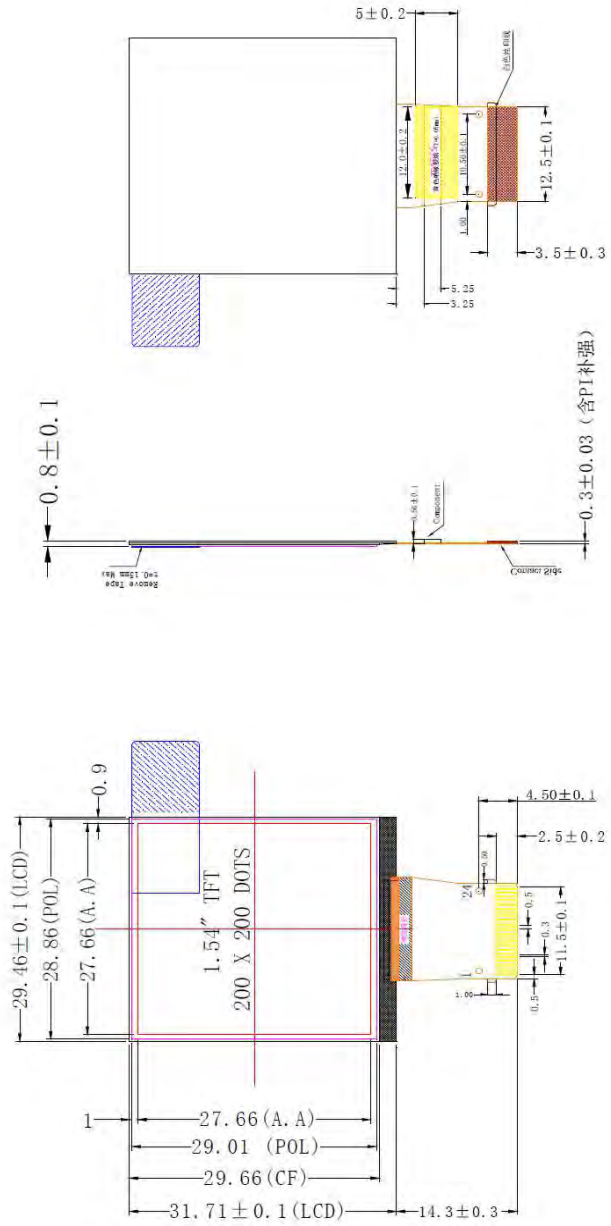 5±0.2
白色丝印线
12.0±0.2
10.50±0.1
12.5±0.1
1.00
3.5±0.3
5.25
3.25
0.8±0.1
0.3±0.03 (含PI补强)
Component
Remove Tape
t=0.15mm Max
Contact Side
0.9
4.50±0.1
2.5±0.2
29.46±0.1(LCD)
28.86(POL)
27.66(A.A)
1.54" TFT
200 X 200 DOTS
24
1
0.5
0.3
11.5±0.1
1.00
0.5
1
27.66(A.A)
29.01 (POL)
29.66(CF)
31.71±0.1(LCD)
14.3±0.3